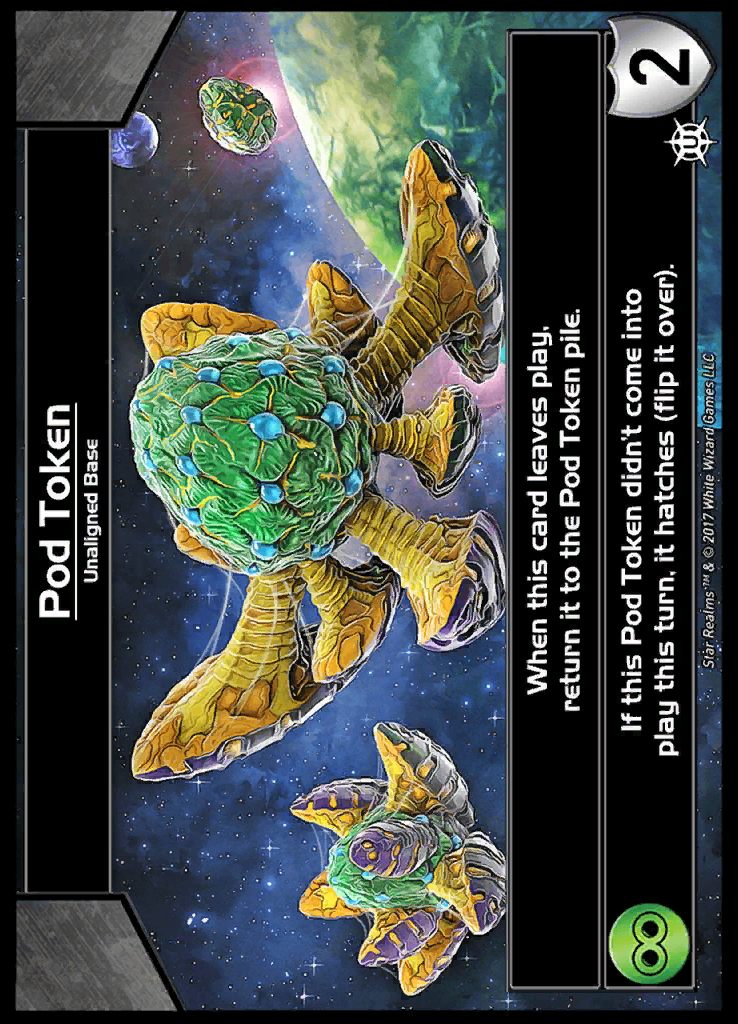 Pod Token
Unaligned Base
When this card leaves play,
return it to the Pod Token pile.
If this Pod Token didn't come into
play this turn, it hatches (flip it over).
2
Star Realms™ & © 2017 White Wizard Games LLC